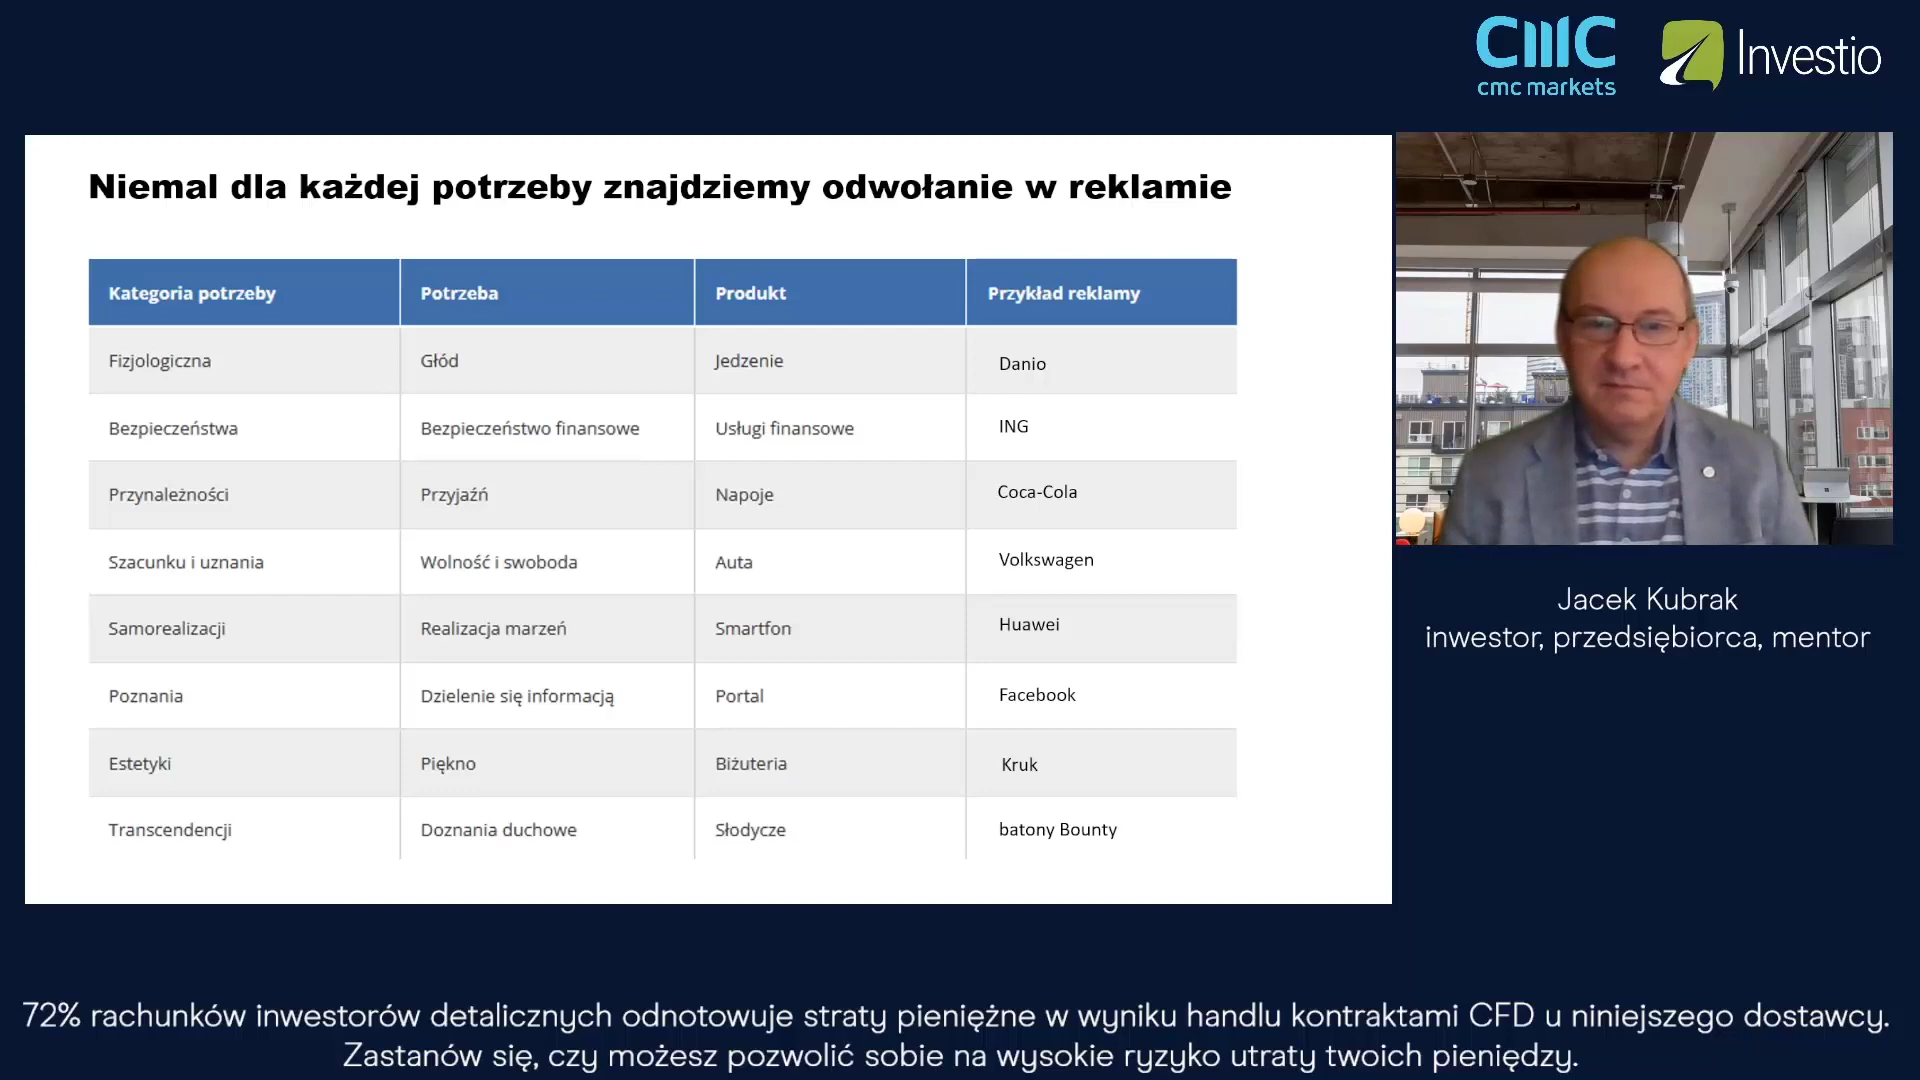 CMC
cmc markets
Investio
Niemal dla każdej potrzeby znajdziemy odwołanie w reklamie
Kategoria potrzeby Potrzeba Produkt Przykład reklamy
Fizjologiczna Głód Jedzenie Danio
Bezpieczeństwa Bezpieczeństwo finansowe Usługi finansowe ING
Przynależności Przyjaźń Napoje Coca-Cola
Szacunku i uznania Wolność i swoboda Auta Volkswagen
Samorealizacji Realizacja marzeń Smartfon Huawei
Poznania Dzielenie się informacją Portal Facebook
Estetyki Piękno Biżuteria Kruk
Transcendencji Doznania duchowe Słodycze batony Bounty
Jacek Kubrak
inwestor, przedsiębiorca, mentor
72% rachunków inwestorów detalicznych odnotowuje straty pieniężne w wyniku handlu kontraktami CFD u niniejszego dostawcy.
Zastanów się, czy możesz pozwolić sobie na wysokie ryzyko utraty twoich pieniędzy.